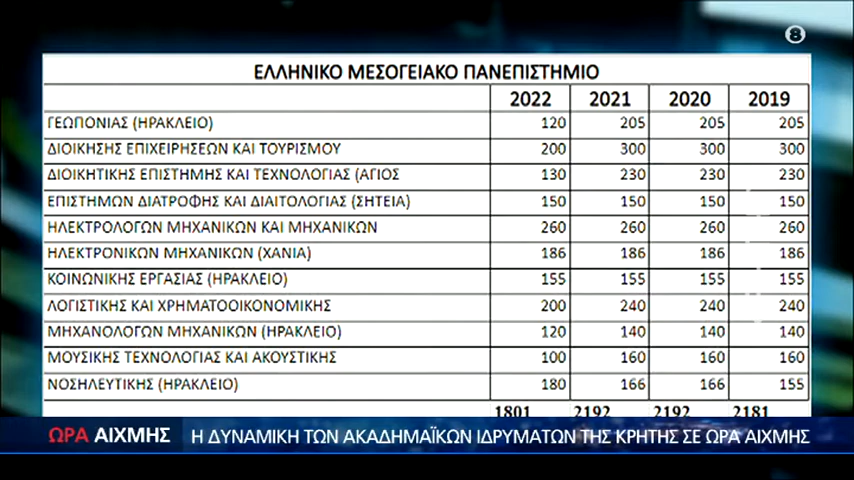 8
ΕΛΛΗΝΙΚΟ ΜΕΣΟΓΕΙΑΚΟ ΠΑΝΕΠΙΣΤΗΜΙΟ
2022 2021 2020 2019
ΓΕΩΠΟΝΙΑΣ (ΗΡΑΚΛΕΙΟ) 120 205 205 205
ΔΙΟΙΚΗΣΗΣ ΕΠΙΧΕΙΡΗΣΕΩΝ ΚΑΙ ΤΟΥΡΙΣΜΟΥ 200 300 300 300
ΔΙΟΙΚΗΤΙΚΗΣ ΕΠΙΣΤΗΜΗΣ ΚΑΙ ΤΕΧΝΟΛΟΓΙΑΣ (ΑΓΙΟΣ 130 230 230 230
ΕΠΙΣΤΗΜΩΝ ΔΙΑΤΡΟΦΗΣ ΚΑΙ ΔΙΑΙΤΟΛΟΓΙΑΣ (ΣΗΤΕΙΑ) 150 150 150 150
ΗΛΕΚΤΡΟΛΟΓΩΝ ΜΗΧΑΝΙΚΩΝ ΚΑΙ ΜΗΧΑΝΙΚΩΝ 260 260 260 260
ΗΛΕΚΤΡΟΝΙΚΩΝ ΜΗΧΑΝΙΚΩΝ (ΧΑΝΙΑ) 186 186 186 186
ΚΟΙΝΩΝΙΚΗΣ ΕΡΓΑΣΙΑΣ (ΗΡΑΚΛΕΙΟ) 155 155 155 155
ΛΟΓΙΣΤΙΚΗΣ ΚΑΙ ΧΡΗΜΑΤΟΟΙΚΟΝΟΜΙΚΗΣ 200 240 240 240
ΜΗΧΑΝΟΛΟΓΩΝ ΜΗΧΑΝΙΚΩΝ (ΗΡΑΚΛΕΙΟ) 120 140 140 140
ΜΟΥΣΙΚΗΣ ΤΕΧΝΟΛΟΓΙΑΣ ΚΑΙ ΑΚΟΥΣΤΙΚΗΣ 100 160 160 160
ΝΟΣΗΛΕΥΤΙΚΗΣ (ΗΡΑΚΛΕΙΟ) 180 166 166 155
1801 2192 2192 2181
ΩΡΑ ΑΙΧΜΗΣ Η ΔΥΝΑΜΙΚΗ ΤΩΝ ΑΚΑΔΗΜΑΪΚΩΝ ΙΔΡΥΜΑΤΩΝ ΤΗΣ ΚΡΗΤΗΣ ΣΕ ΩΡΑ ΑΙΧΜΗΣ